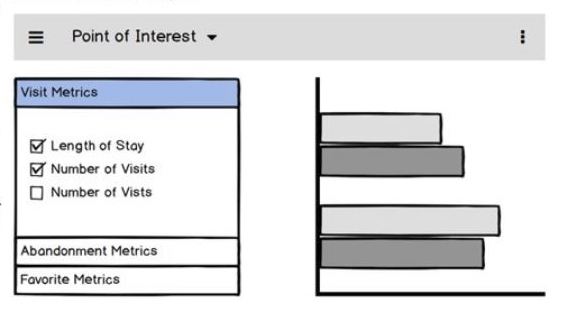 Point of Interest
Visit Metrics
Length of Stay
Number of Visits
Number of Vists
Abandonment Metrics
Favorite Metrics